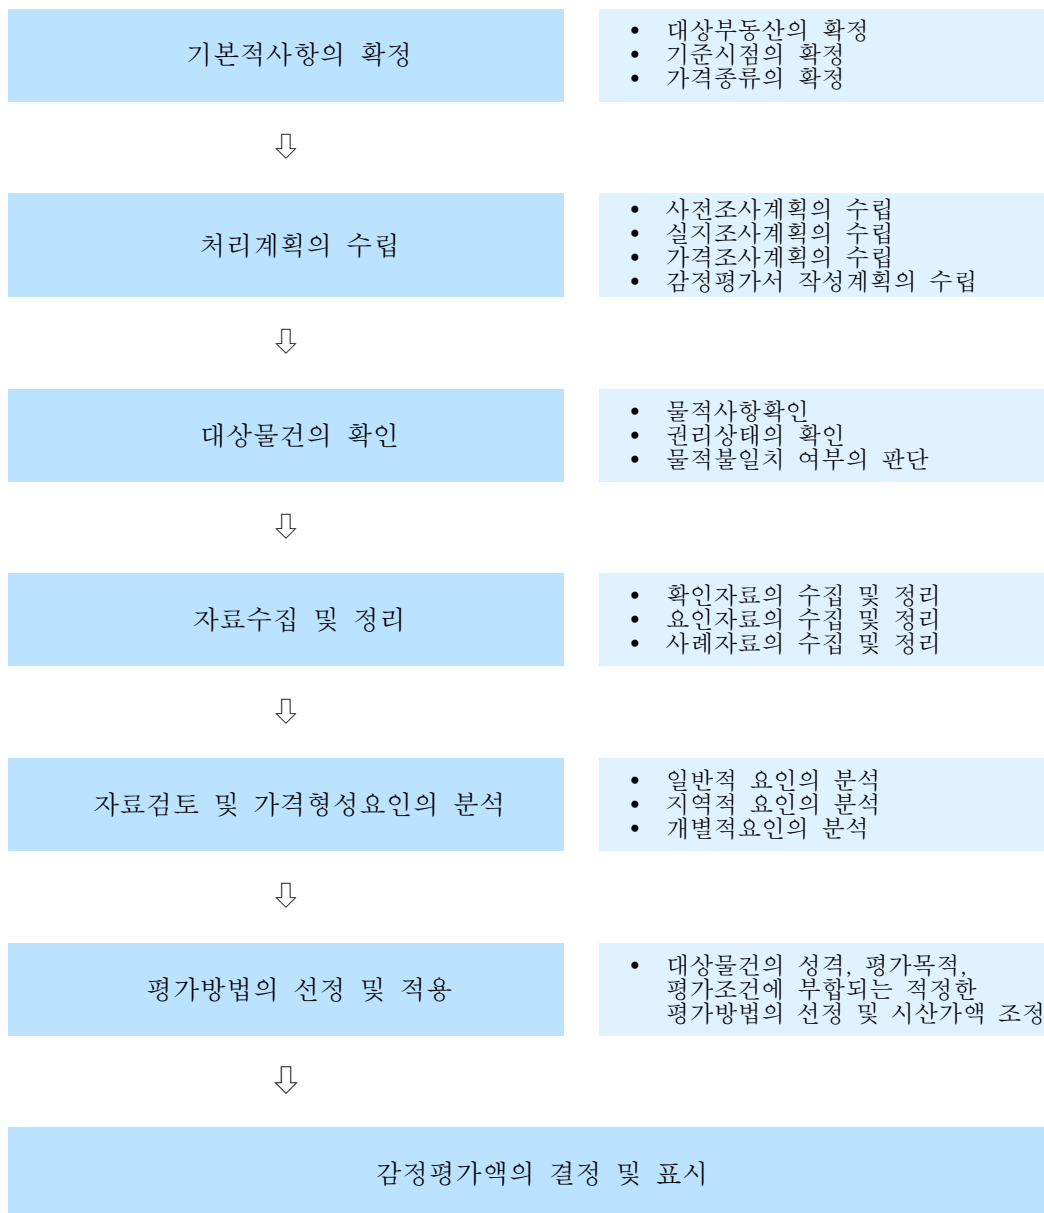 기본적사항의 확정
• 대상부동산의 확정
• 기준시점의 확정
• 가격종류의 확정
⇩
처리계획의 수립
• 사전조사계획의 수립
• 실지조사계획의 수립
• 가격조사계획의 수립
• 감정평가서 작성계획의 수립
⇩
대상물건의 확인
• 물적사항확인
• 권리상태의 확인
• 물적불일치 여부의 판단
⇩
자료수집 및 정리
• 확인자료의 수집 및 정리
• 요인자료의 수집 및 정리
• 사례자료의 수집 및 정리
⇩
자료검토 및 가격형성요인의 분석
• 일반적 요인의 분석
• 지역적 요인의 분석
• 개별적요인의 분석
⇩
평가방법의 선정 및 적용
• 대상물건의 성격, 평가목적,
평가조건에 부합되는 적정한
평가방법의 선정 및 시산가액 조정
⇩
감정평가액의 결정 및 표시